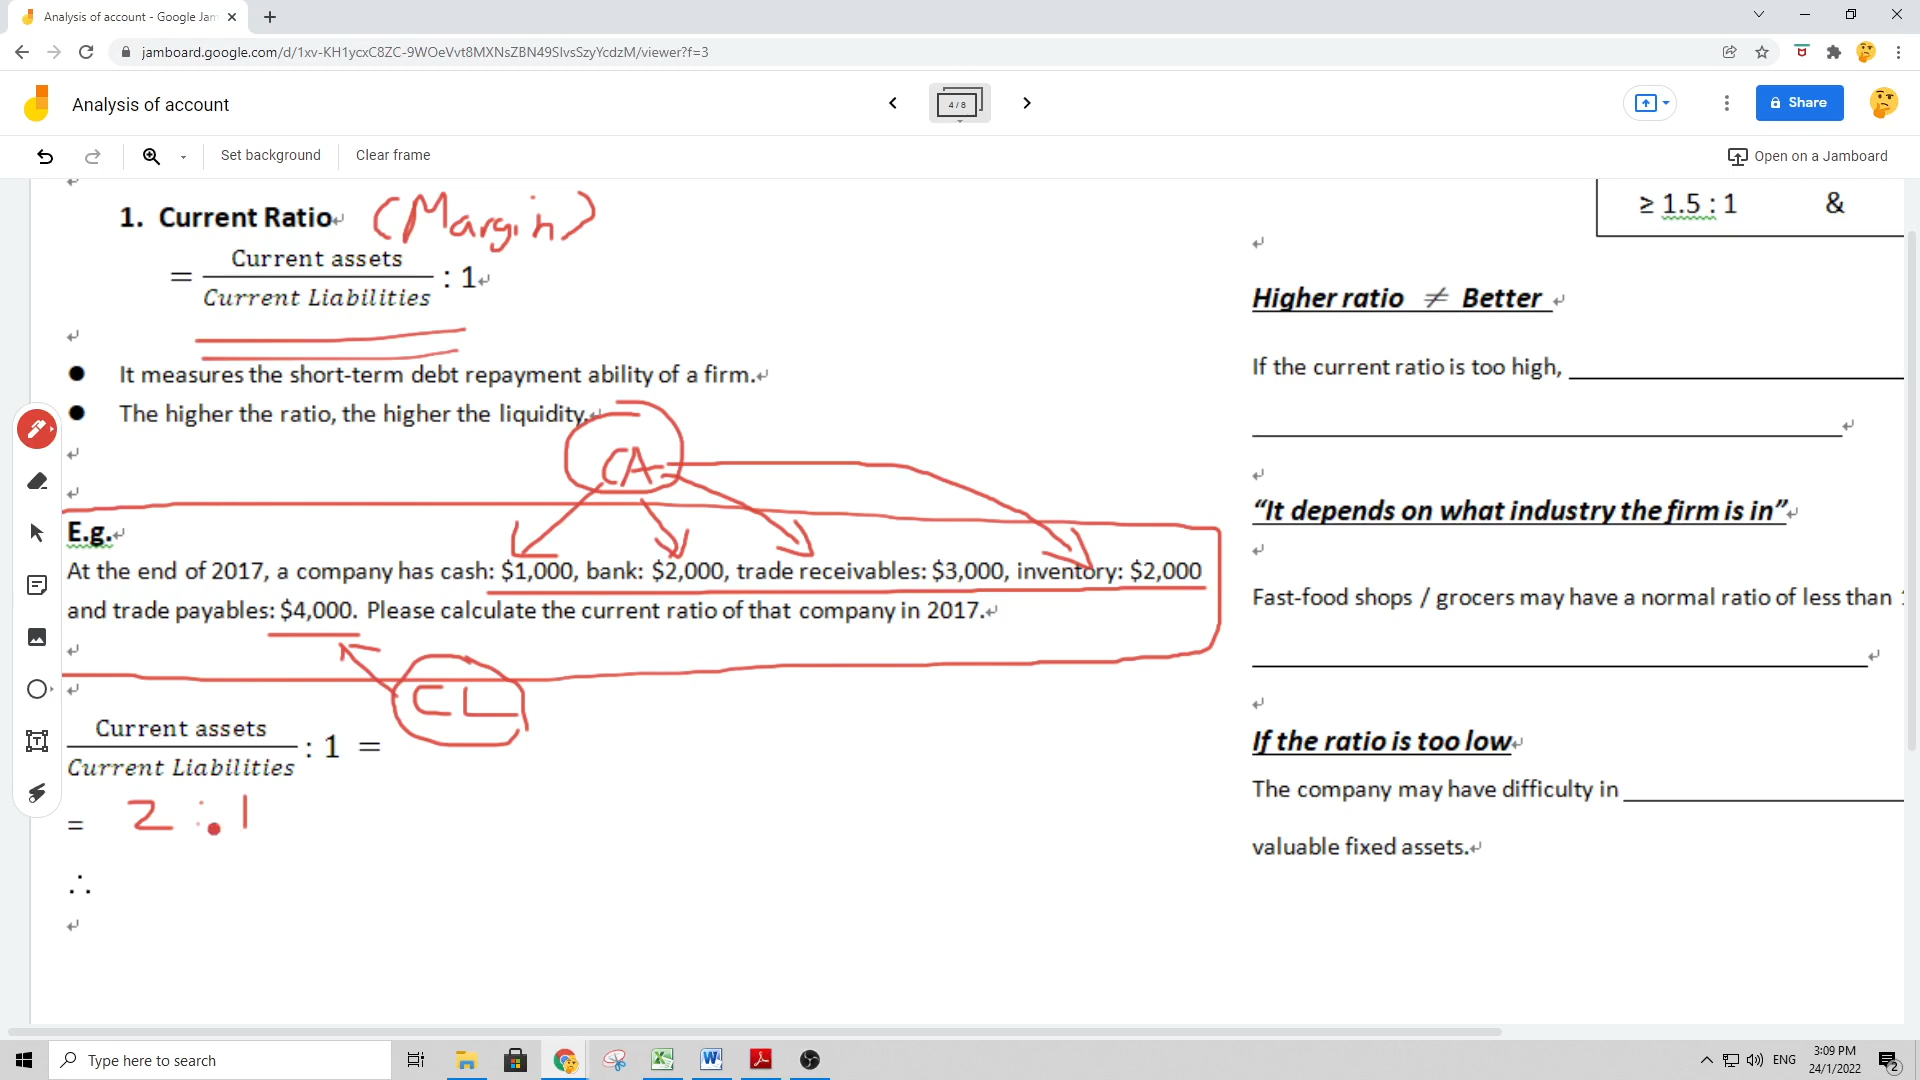 Analysis of account - Google Jam
jamboard.google.com/d/1xv-KH1ycxC8ZC-9WOeVvt8MXNsZBN49SlvsSzyYcdzM/viewer?f=3
Analysis of account
4 / 8
Share
Set background
Clear frame
Open on a Jamboard
1. Current Ratio (Margin)
= Current assets
Current Liabilities : 1
It measures the short-term debt repayment ability of a firm.
The higher the ratio, the higher the liquidity.
CA
E.g.
At the end of 2017, a company has cash: $1,000, bank: $2,000, trade receivables: $3,000, inventory: $2,000
and trade payables: $4,000. Please calculate the current ratio of that company in 2017.
CL
Current assets
Current Liabilities : 1 =
= 2 : 1
∴
≥ 1.5 : 1 &
Higher ratio ≠ Better
If the current ratio is too high,
“It depends on what industry the firm is in”
Fast-food shops / grocers may have a normal ratio of less than
If the ratio is too low
The company may have difficulty in
valuable fixed assets.
Type here to search
ENG
3:09 PM
24/1/2022
2